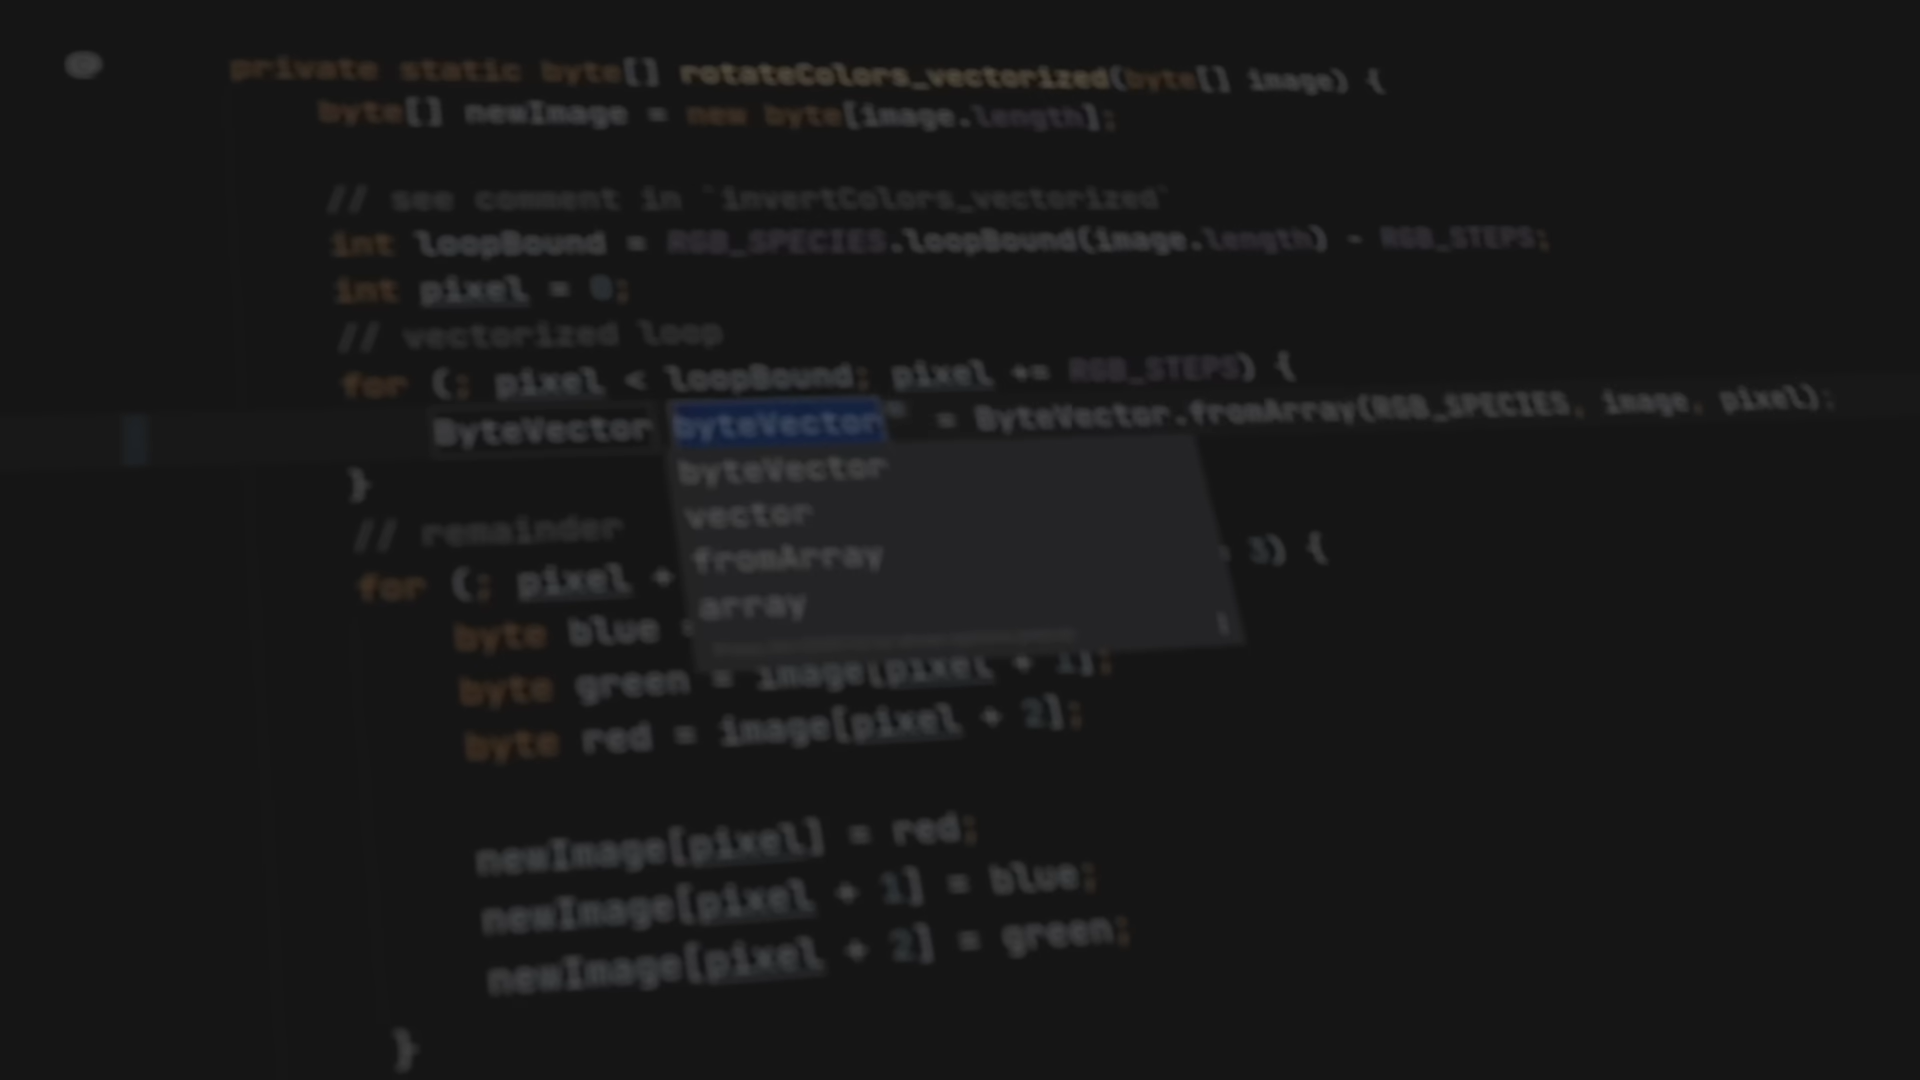 private static byte[] rotateColors_vectorized(byte[] image) {
byte[] newImage = new byte[image.length];
// see comment in `invertColors_vectorized`
int loopBound = RGB_SPECIES.loopBound(image.length) - RGB_STEPS;
int pixel = 0;
// vectorized loop
for (; pixel < loopBound; pixel += RGB_STEPS) {
ByteVector byteVector = ByteVector.fromArray(RGB_SPECIES, image, pixel);
byteVector
}
vector
// remainder
fromArray
for (; pixel + 3) {
array
byte blue
byte green = image[pixel + 1];
byte red = image[pixel + 2];
newImage[pixel] = red;
newImage[pixel + 1] = blue;
newImage[pixel + 2] = green;
}